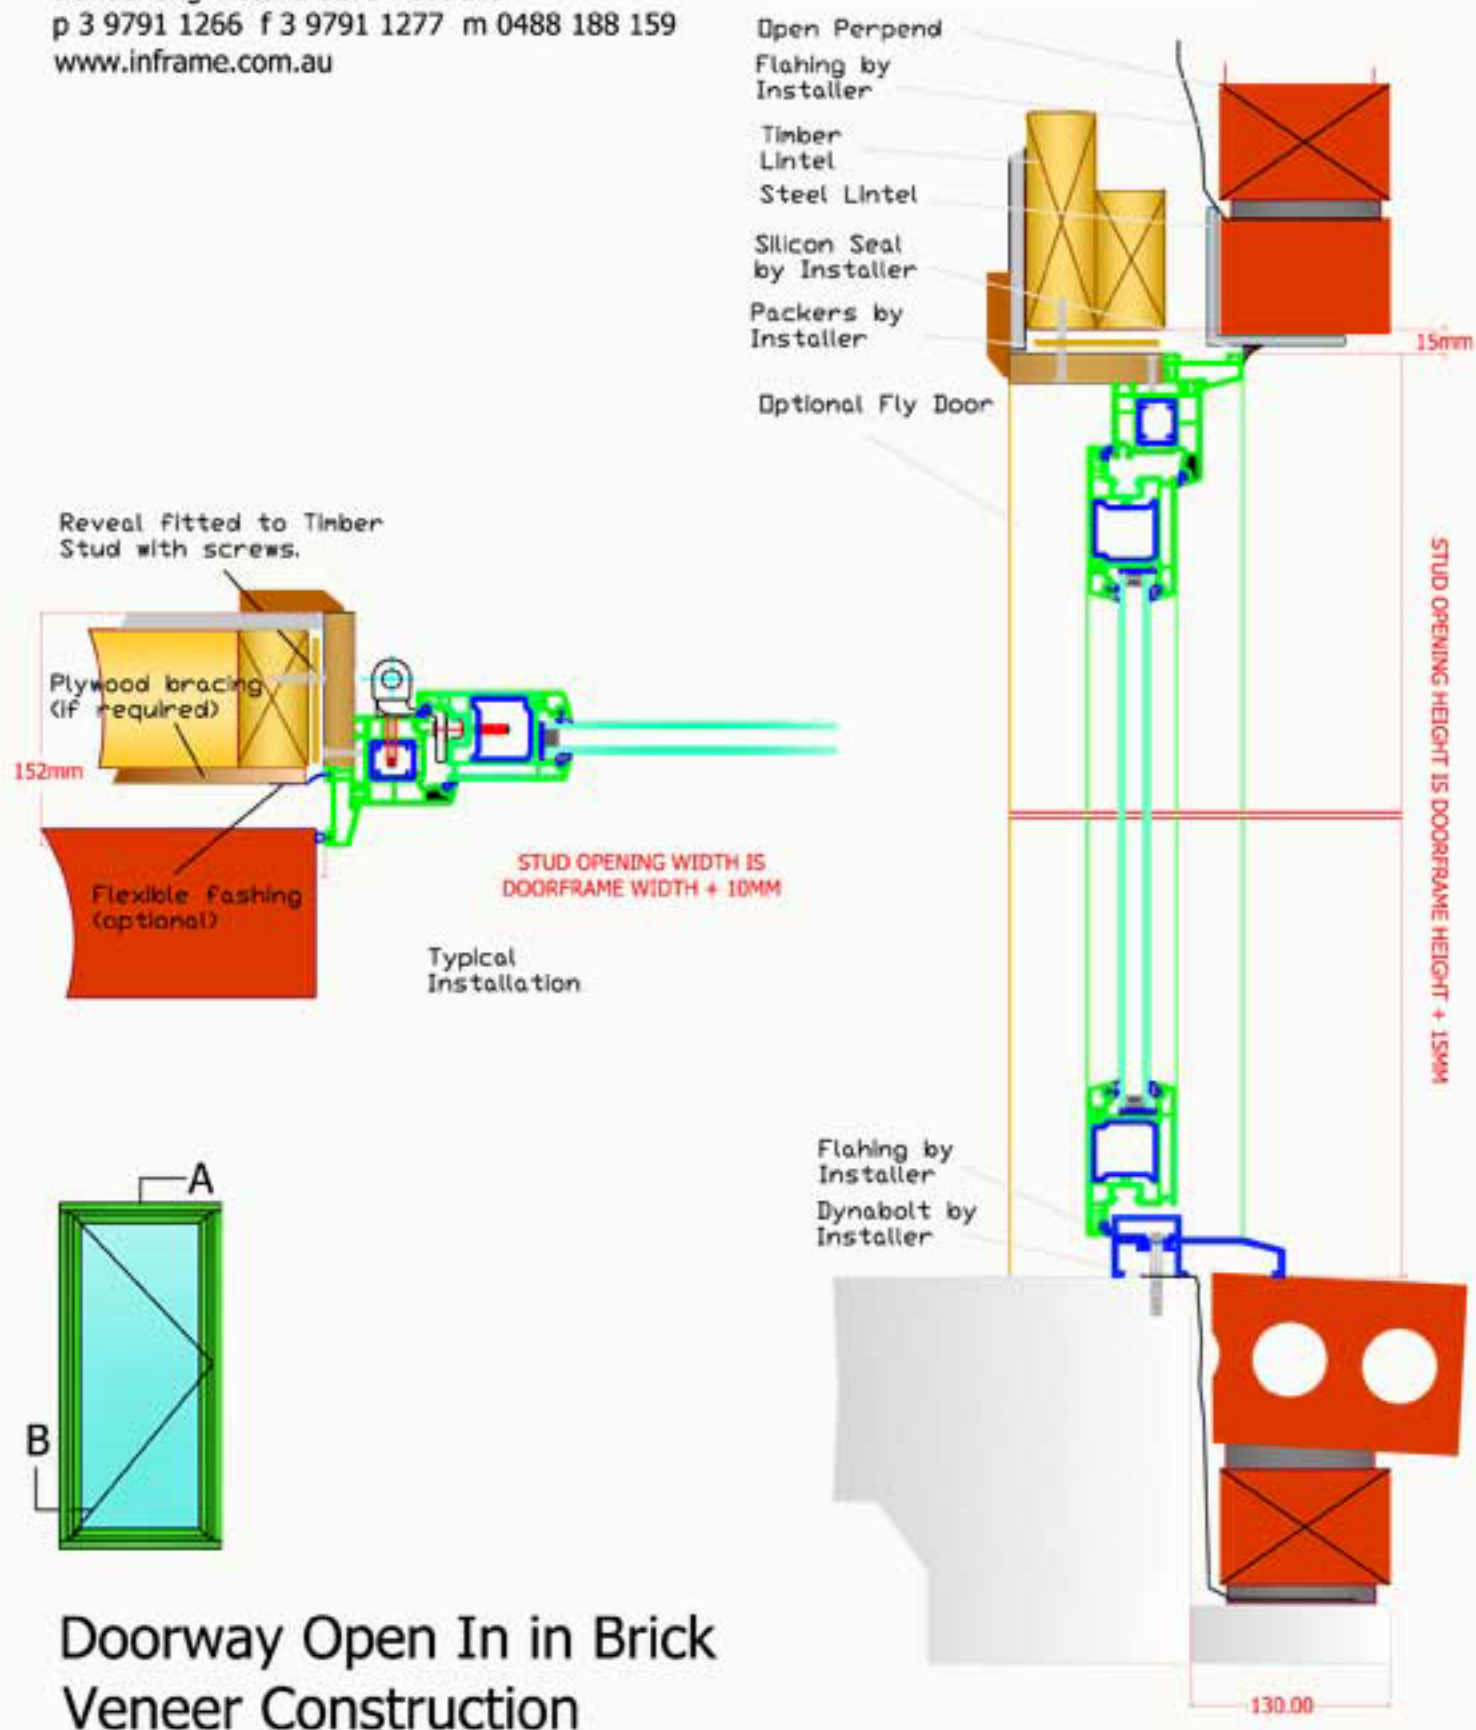 p 3 9791 1266 f 3 9791 1277 m 0488 188 159
www.inframe.com.au
Open Perpend
Flahing by
Installer
Timber
Lintel
Steel Lintel
Silicon Seal
by Installer
Packers by
Installer
15mm
Optional Fly Door
Reveal fitted to Timber
Stud with screws.
Plywood bracing
(if required)
152mm
STUD OPENING WIDTH IS
DOORFRAME WIDTH + 10MM
Flexible fashing
(optional)
Typical
Installation
STUD OPENING HEIGHT IS DOORFRAME HEIGHT + 15MM
Flahing by
Installer
Dynabolt by
Installer
A
B
130.00
Doorway Open In in Brick
Veneer Construction